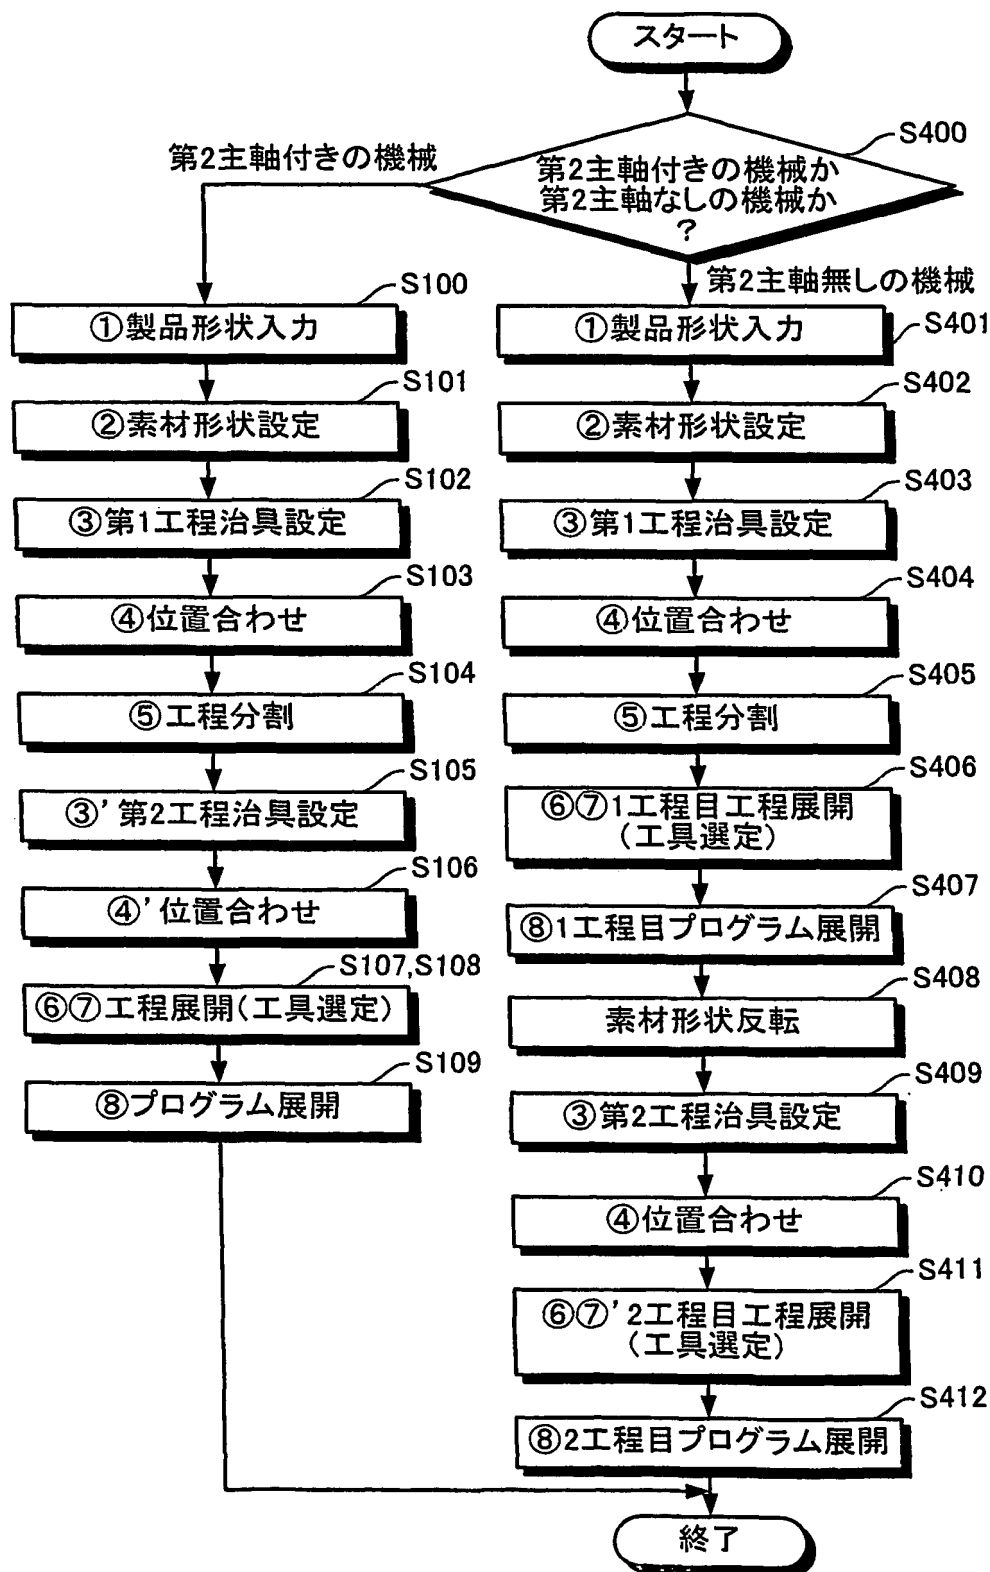 スタート
S400
第2主軸付きの機械か
第2主軸なしの機械か
?
第2主軸付きの機械
第2主軸無しの機械
S100
①製品形状入力
S101
②素材形状設定
S102
③第1工程治具設定
S103
④位置合わせ
S104
⑤工程分割
S105
③'第2工程治具設定
S106
④'位置合わせ
S107,S108
⑥⑦工程展開(工具選定)
S109
⑧プログラム展開
S401
①製品形状入力
S402
②素材形状設定
S403
③第1工程治具設定
S404
④位置合わせ
S405
⑤工程分割
S406
⑥⑦1工程目工程展開
(工具選定)
S407
⑧1工程目プログラム展開
S408
素材形状反転
S409
③第2工程治具設定
S410
④位置合わせ
S411
⑥⑦'2工程目工程展開
(工具選定)
S412
⑧2工程目プログラム展開
終了